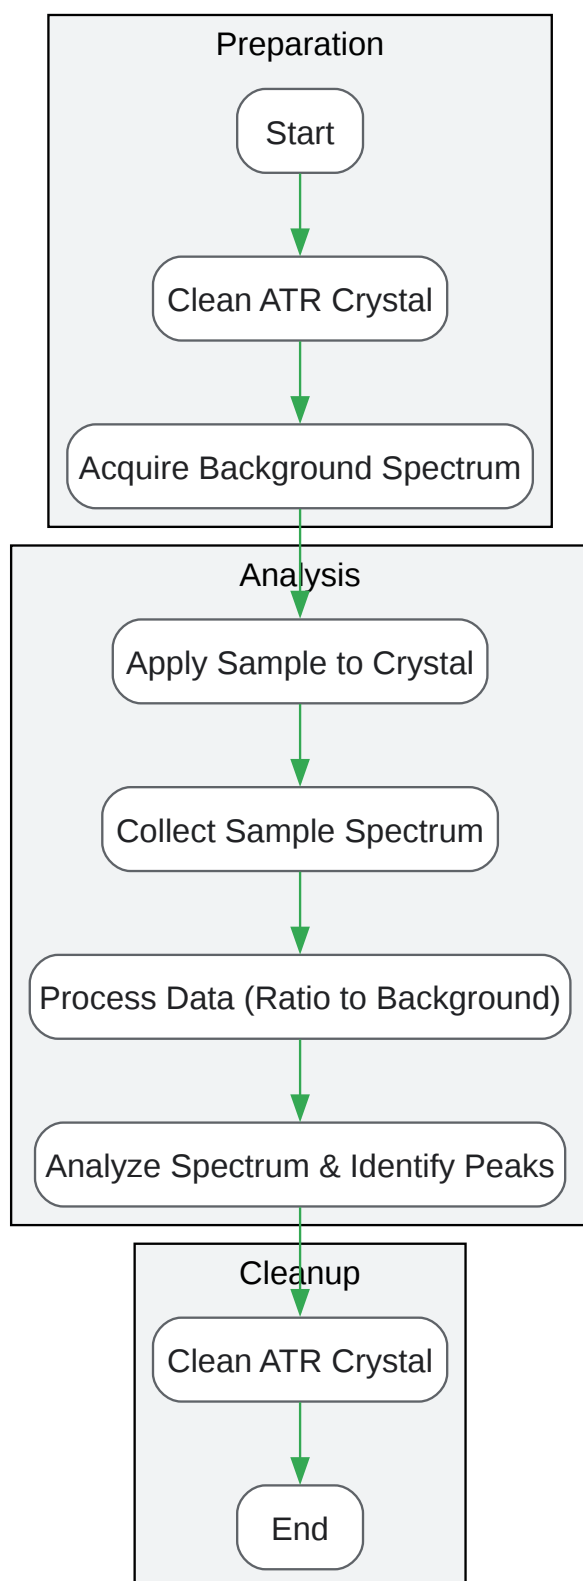 Preparation
Start
Clean ATR Crystal
Acquire Background Spectrum
Analysis
Apply Sample to Crystal
Collect Sample Spectrum
Process Data (Ratio to Background)
Analyze Spectrum & Identify Peaks
Cleanup
Clean ATR Crystal
End